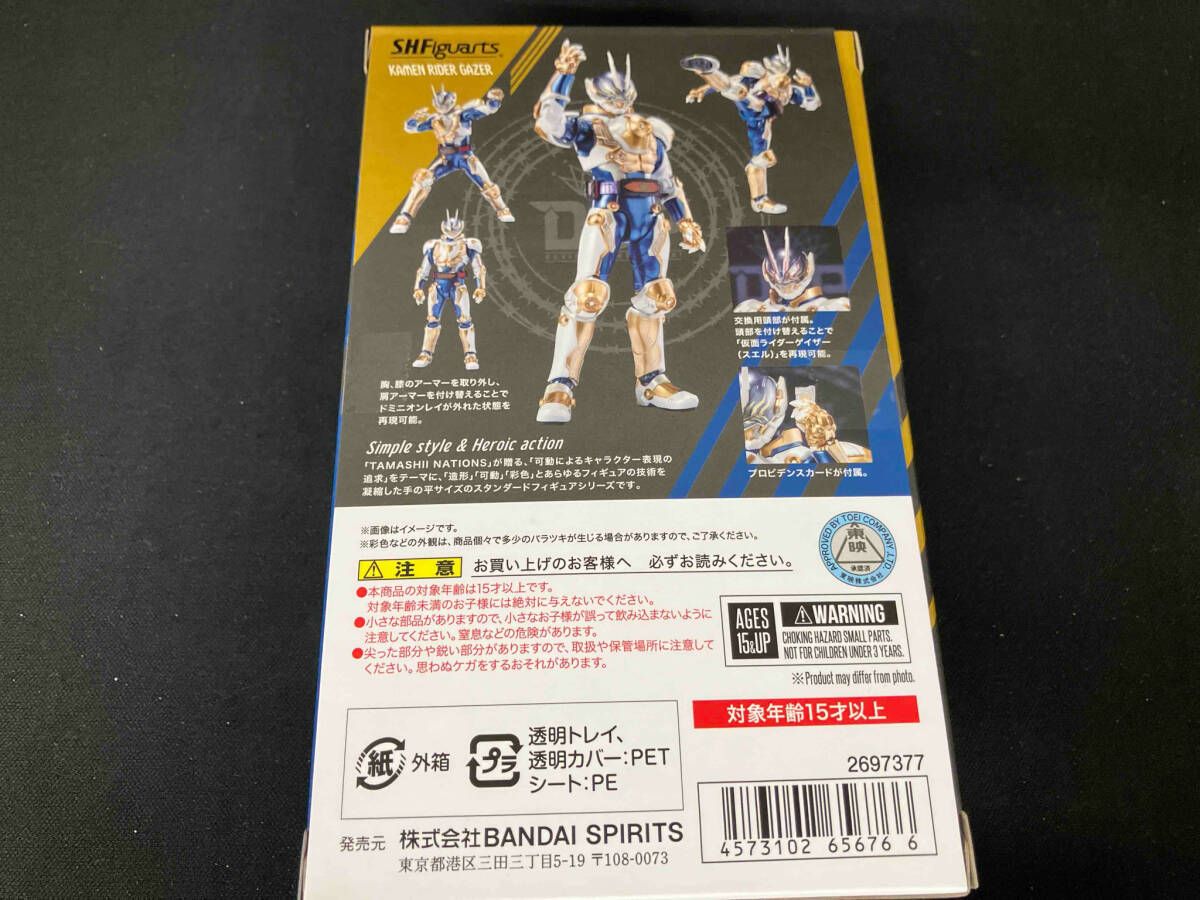 S.H.Figuarts
KAMEN RIDER GAZER
交換用頭部が付属。
頭部を付け替えることで
「仮面ライダーゲイザー
(スエル)」を再現可能。
胸、膝のアーマーを取り外し、
肩アーマーを付け替えることで
ドミニオンレイが外れた状態を
再現可能。
プロビデンスカードが付属。
Simple style & Heroic action
「TAMASHII NATIONS」が贈る、「可動によるキャラクター表現の
追求」をテーマに、「造形」「可動」「彩色」とあらゆるフィギュアの技術を
凝縮した手の平サイズのスタンダードフィギュアシリーズです。
※画像はイメージです。
※彩色などの外観は、商品個々で多少のバラツキが生じる場合がありますので、ご了承ください。
注意 お買い上げのお客様へ 必ずお読みください。
●本商品の対象年齢は15才以上です。
対象年齢未満のお子様には絶対に与えないでください。
●小さな部品がありますので、小さなお子様が誤って飲み込まないように
注意してください。窒息などの危険があります。
●尖った部分や鋭い部分がありますので、取扱や保管場所に注意して
ください。思わぬケガをするおそれがあります。
APPROVED BY TOEI COMPANY, LTD.
東映
承認済
東映株式会社
AGES
15&UP
WARNING
CHOKING HAZARD SMALL PARTS.
NOT FOR CHILDREN UNDER 3 YEARS.
※Product may differ from photo.
対象年齢15才以上
紙 外箱
プラ
透明トレイ、
透明カバー:PET
シート:PE
2697377
4573102 65676 6
発売元 株式会社BANDAI SPIRITS
東京都港区三田三丁目5-19 〒108-0073